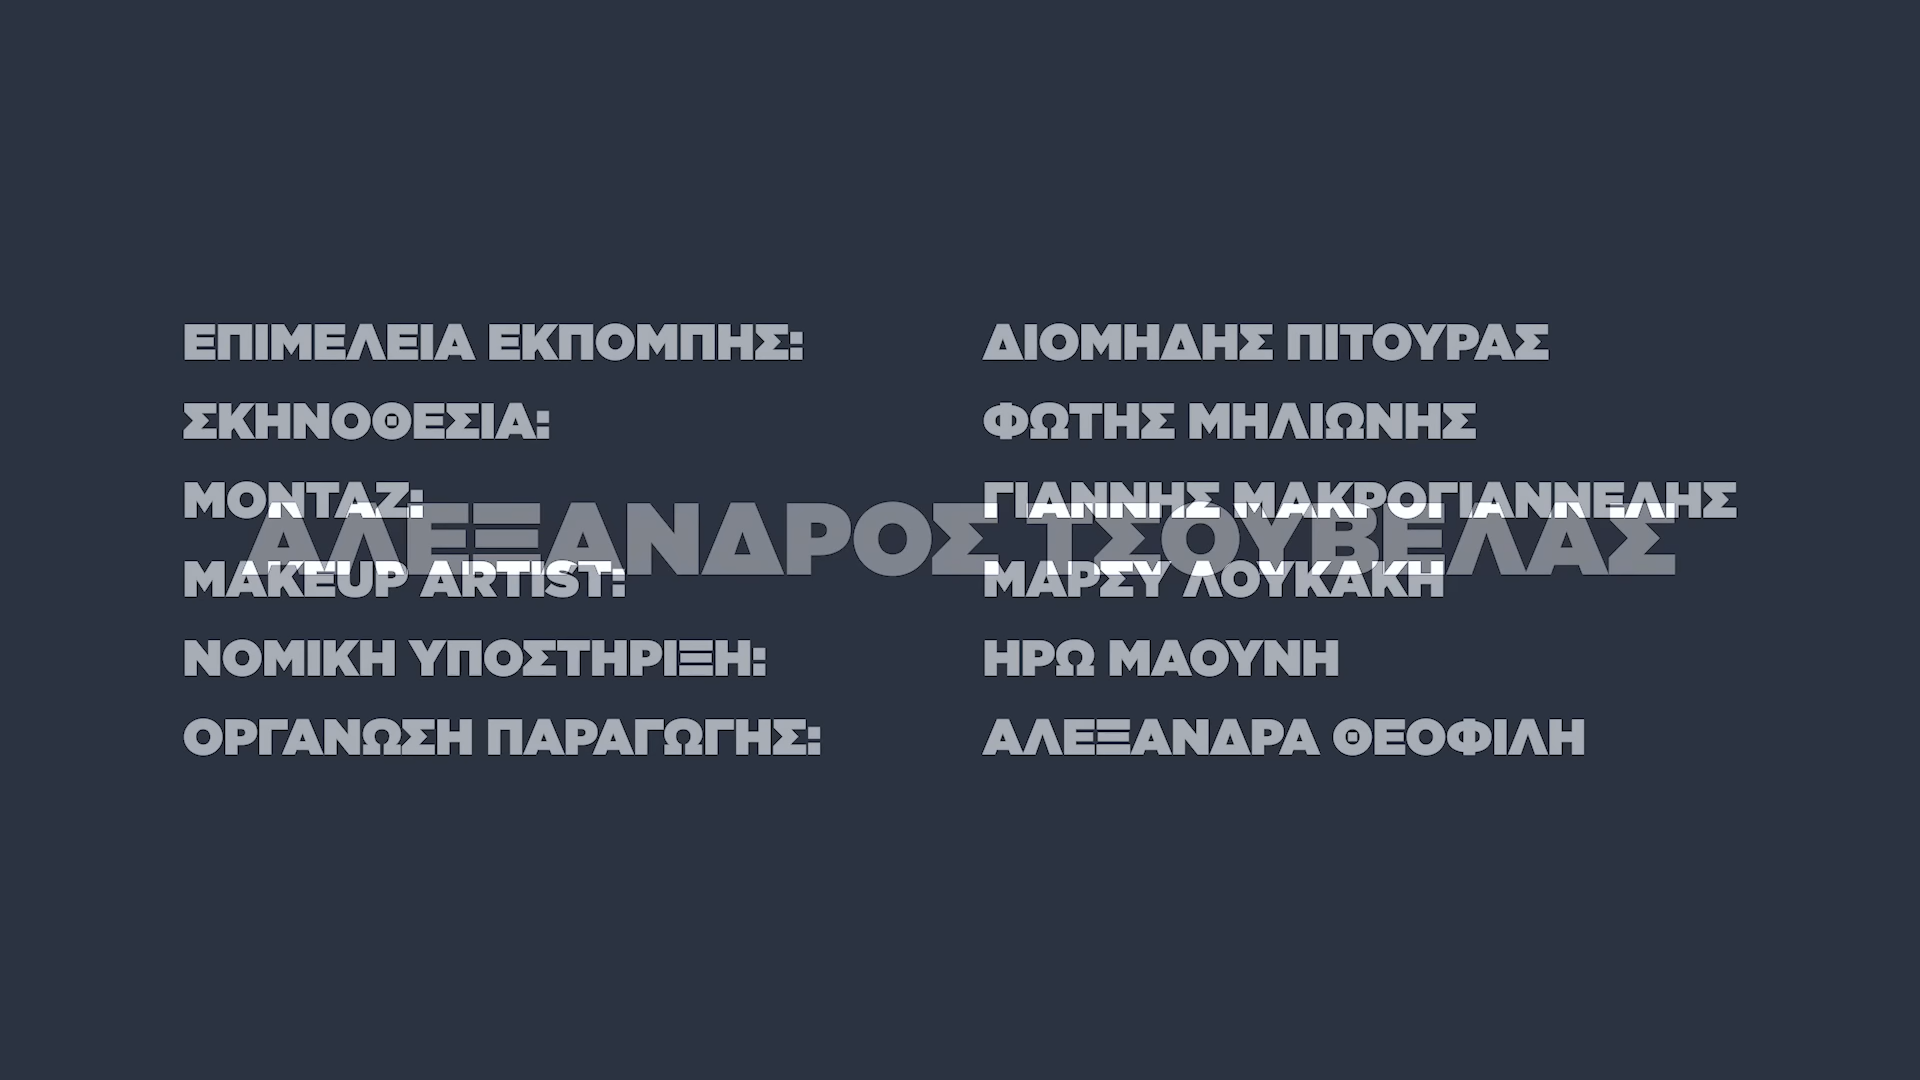 ΕΠΙΜΕΛΕΙΑ ΕΚΠΟΜΠΗΣ: ΔΙΟΜΗΔΗΣ ΠΙΤΟΥΡΑΣ
ΣΚΗΝΟΘΕΣΙΑ: ΦΩΤΗΣ ΜΗΛΙΩΝΗΣ
ΜΟΝΤΑΖ: ΓΙΑΝΝΗΣ ΜΑΚΡΟΓΙΑΝΝΕΛΗΣ
ΑΛΕΞΑΝΔΡΟΣ ΤΣΟΥΒΕΛΑΣ
MAKEUP ARTIST: ΜΑΡΣΥ ΛΟΥΚΑΚΗ
ΝΟΜΙΚΗ ΥΠΟΣΤΗΡΙΞΗ: ΗΡΩ ΜΑΟΥΝΗ
ΟΡΓΑΝΩΣΗ ΠΑΡΑΓΩΓΗΣ: ΑΛΕΞΑΝΔΡΑ ΘΕΟΦΙΛΗ